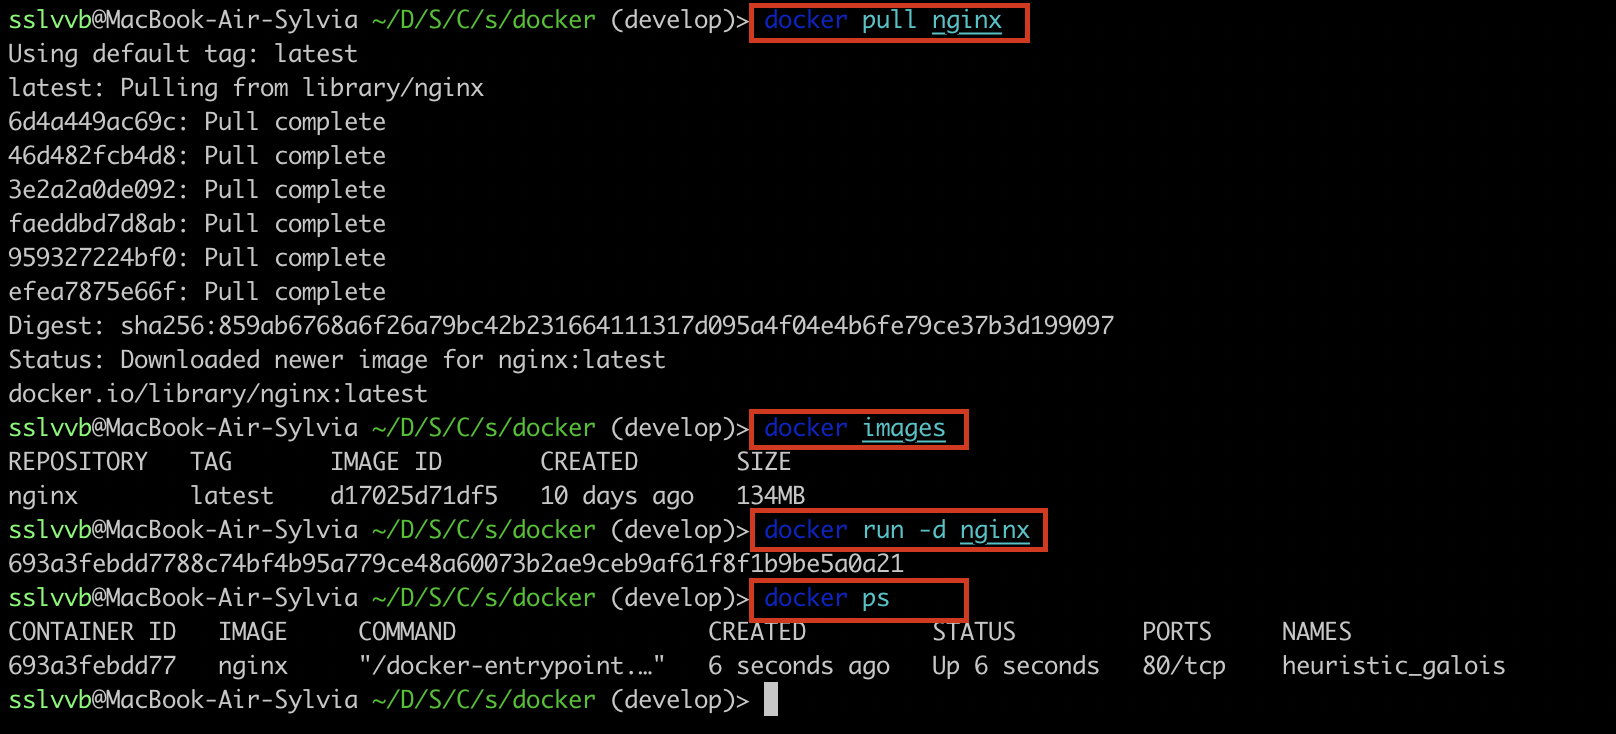 sslvvb@MacBook-Air-Sylvia ~/D/S/C/s/docker (develop)> docker pull nginx
Using default tag: latest
latest: Pulling from library/nginx
6d4a449ac69c: Pull complete
46d482fcb4d8: Pull complete
3e2a2a0de092: Pull complete
faeddbd7d8ab: Pull complete
959327224bf0: Pull complete
efea7875e66f: Pull complete
Digest: sha256:859ab6768a6f26a79bc42b231664111317d095a4f04e4b6fe79ce37b3d199097
Status: Downloaded newer image for nginx:latest
docker.io/library/nginx:latest
sslvvb@MacBook-Air-Sylvia ~/D/S/C/s/docker (develop)> docker images
REPOSITORY   TAG       IMAGE ID       CREATED       SIZE
nginx        latest    d17025d71df5   10 days ago   134MB
sslvvb@MacBook-Air-Sylvia ~/D/S/C/s/docker (develop)> docker run -d nginx
693a3febdd7788c74bf4b95a779ce48a60073b2ae9ceb9af61f8f1b9be5a0a21
sslvvb@MacBook-Air-Sylvia ~/D/S/C/s/docker (develop)> docker ps
CONTAINER ID   IMAGE     COMMAND                  CREATED         STATUS         PORTS     NAMES
693a3febdd77   nginx     "/docker-entrypoint.…"   6 seconds ago   Up 6 seconds   80/tcp    heuristic_galois
sslvvb@MacBook-Air-Sylvia ~/D/S/C/s/docker (develop)>